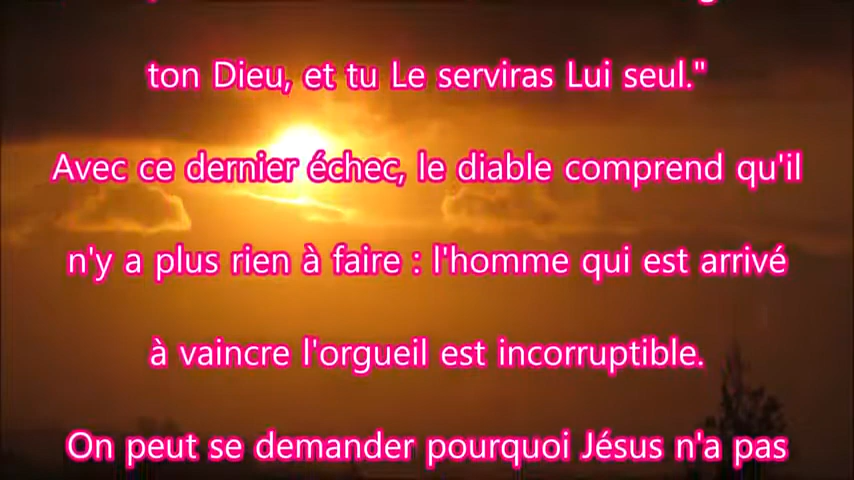 ton Dieu, et tu Le serviras Lui seul."
Avec ce dernier échec, le diable comprend qu'il
n'y a plus rien à faire : l'homme qui est arrivé
à vaincre l'orgueil est incorruptible.
On peut se demander pourquoi Jésus n'a pas